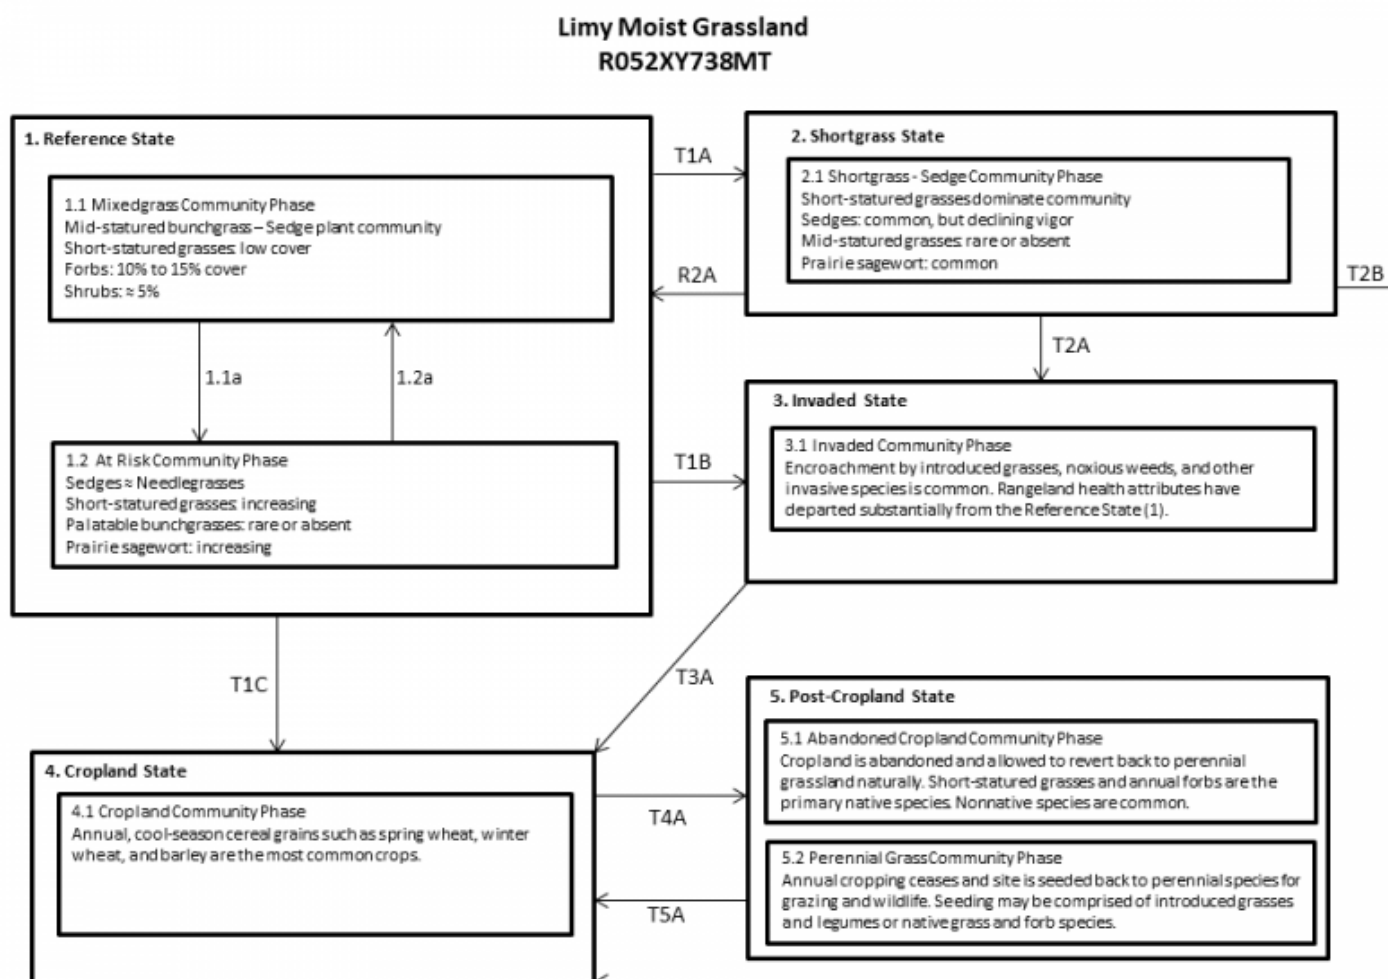 Limy Moist Grassland
R052XY738MT
1. Reference State
1.1 Mixedgrass Community Phase
Mid-statured bunchgrass – Sedge plant community
Short-statured grasses: low cover
Forbs: 10% to 15% cover
Shrubs: ≈ 5%
1.1a
1.2a
1.2 At Risk Community Phase
Sedges ≈ Needlegrasses
Short-statured grasses: increasing
Palatable bunchgrasses: rare or absent
Prairie sagewort: increasing
T1A
R2A
2. Shortgrass State
2.1 Shortgrass - Sedge Community Phase
Short-statured grasses dominate community
Sedges: common, but declining vigor
Mid-statured grasses: rare or absent
Prairie sagewort: common
T2B
T2A
T1B
3. Invaded State
3.1 Invaded Community Phase
Encroachment by introduced grasses, noxious weeds, and other
invasive species is common. Rangeland health attributes have
departed substantially from the Reference State (1).
T1C
T3A
4. Cropland State
4.1 Cropland Community Phase
Annual, cool-season cereal grains such as spring wheat, winter
wheat, and barley are the most common crops.
T4A
T5A
5. Post-Cropland State
5.1 Abandoned Cropland Community Phase
Cropland is abandoned and allowed to revert back to perennial
grassland naturally. Short-statured grasses and annual forbs are the
primary native species. Nonnative species are common.
5.2 Perennial Grass Community Phase
Annual cropping ceases and site is seeded back to perennial species for
grazing and wildlife. Seeding may be comprised of introduced grasses
and legumes or native grass and forb species.